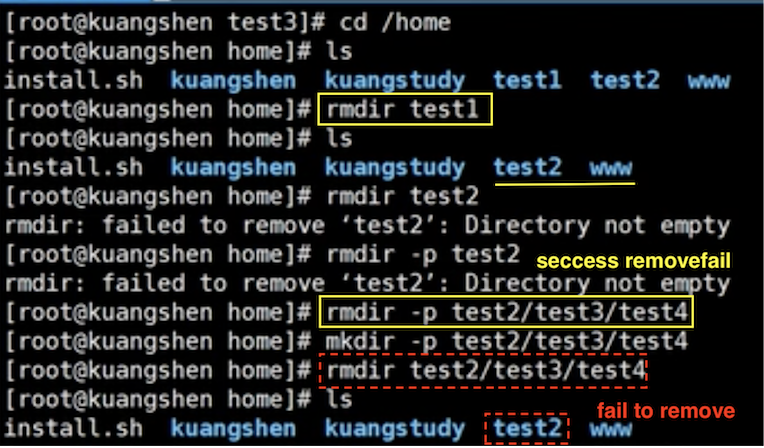 [root@kuangshen test3]# cd /home
[root@kuangshen home]# ls
install.sh kuangshen kuangstudy test1 test2 www
[root@kuangshen home]# rmdir test1
[root@kuangshen home]# ls
install.sh kuangshen kuangstudy test2 www
[root@kuangshen home]# rmdir test2
rmdir: failed to remove ‘test2’: Directory not empty
[root@kuangshen home]# rmdir -p test2
seccess removefail
rmdir: failed to remove ‘test2’: Directory not empty
[root@kuangshen home]# rmdir -p test2/test3/test4
[root@kuangshen home]# mkdir -p test2/test3/test4
[root@kuangshen home]# rmdir test2/test3/test4
[root@kuangshen home]# ls
fail to remove
install.sh kuangshen kuangstudy test2 www